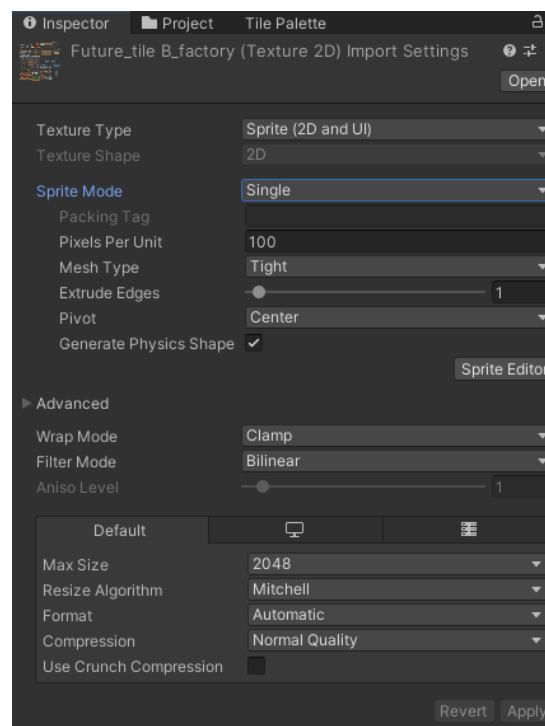 Inspector Project Tile Palette
Future_tile B_factory (Texture 2D) Import Settings
Open
Texture Type Sprite (2D and UI)
Texture Shape 2D
Sprite Mode Single
Packing Tag
Pixels Per Unit 100
Mesh Type Tight
Extrude Edges 1
Pivot Center
Generate Physics Shape
Sprite Editor
Advanced
Wrap Mode Clamp
Filter Mode Bilinear
Aniso Level 1
Default
Max Size 2048
Resize Algorithm Mitchell
Format Automatic
Compression Normal Quality
Use Crunch Compression
Revert Apply